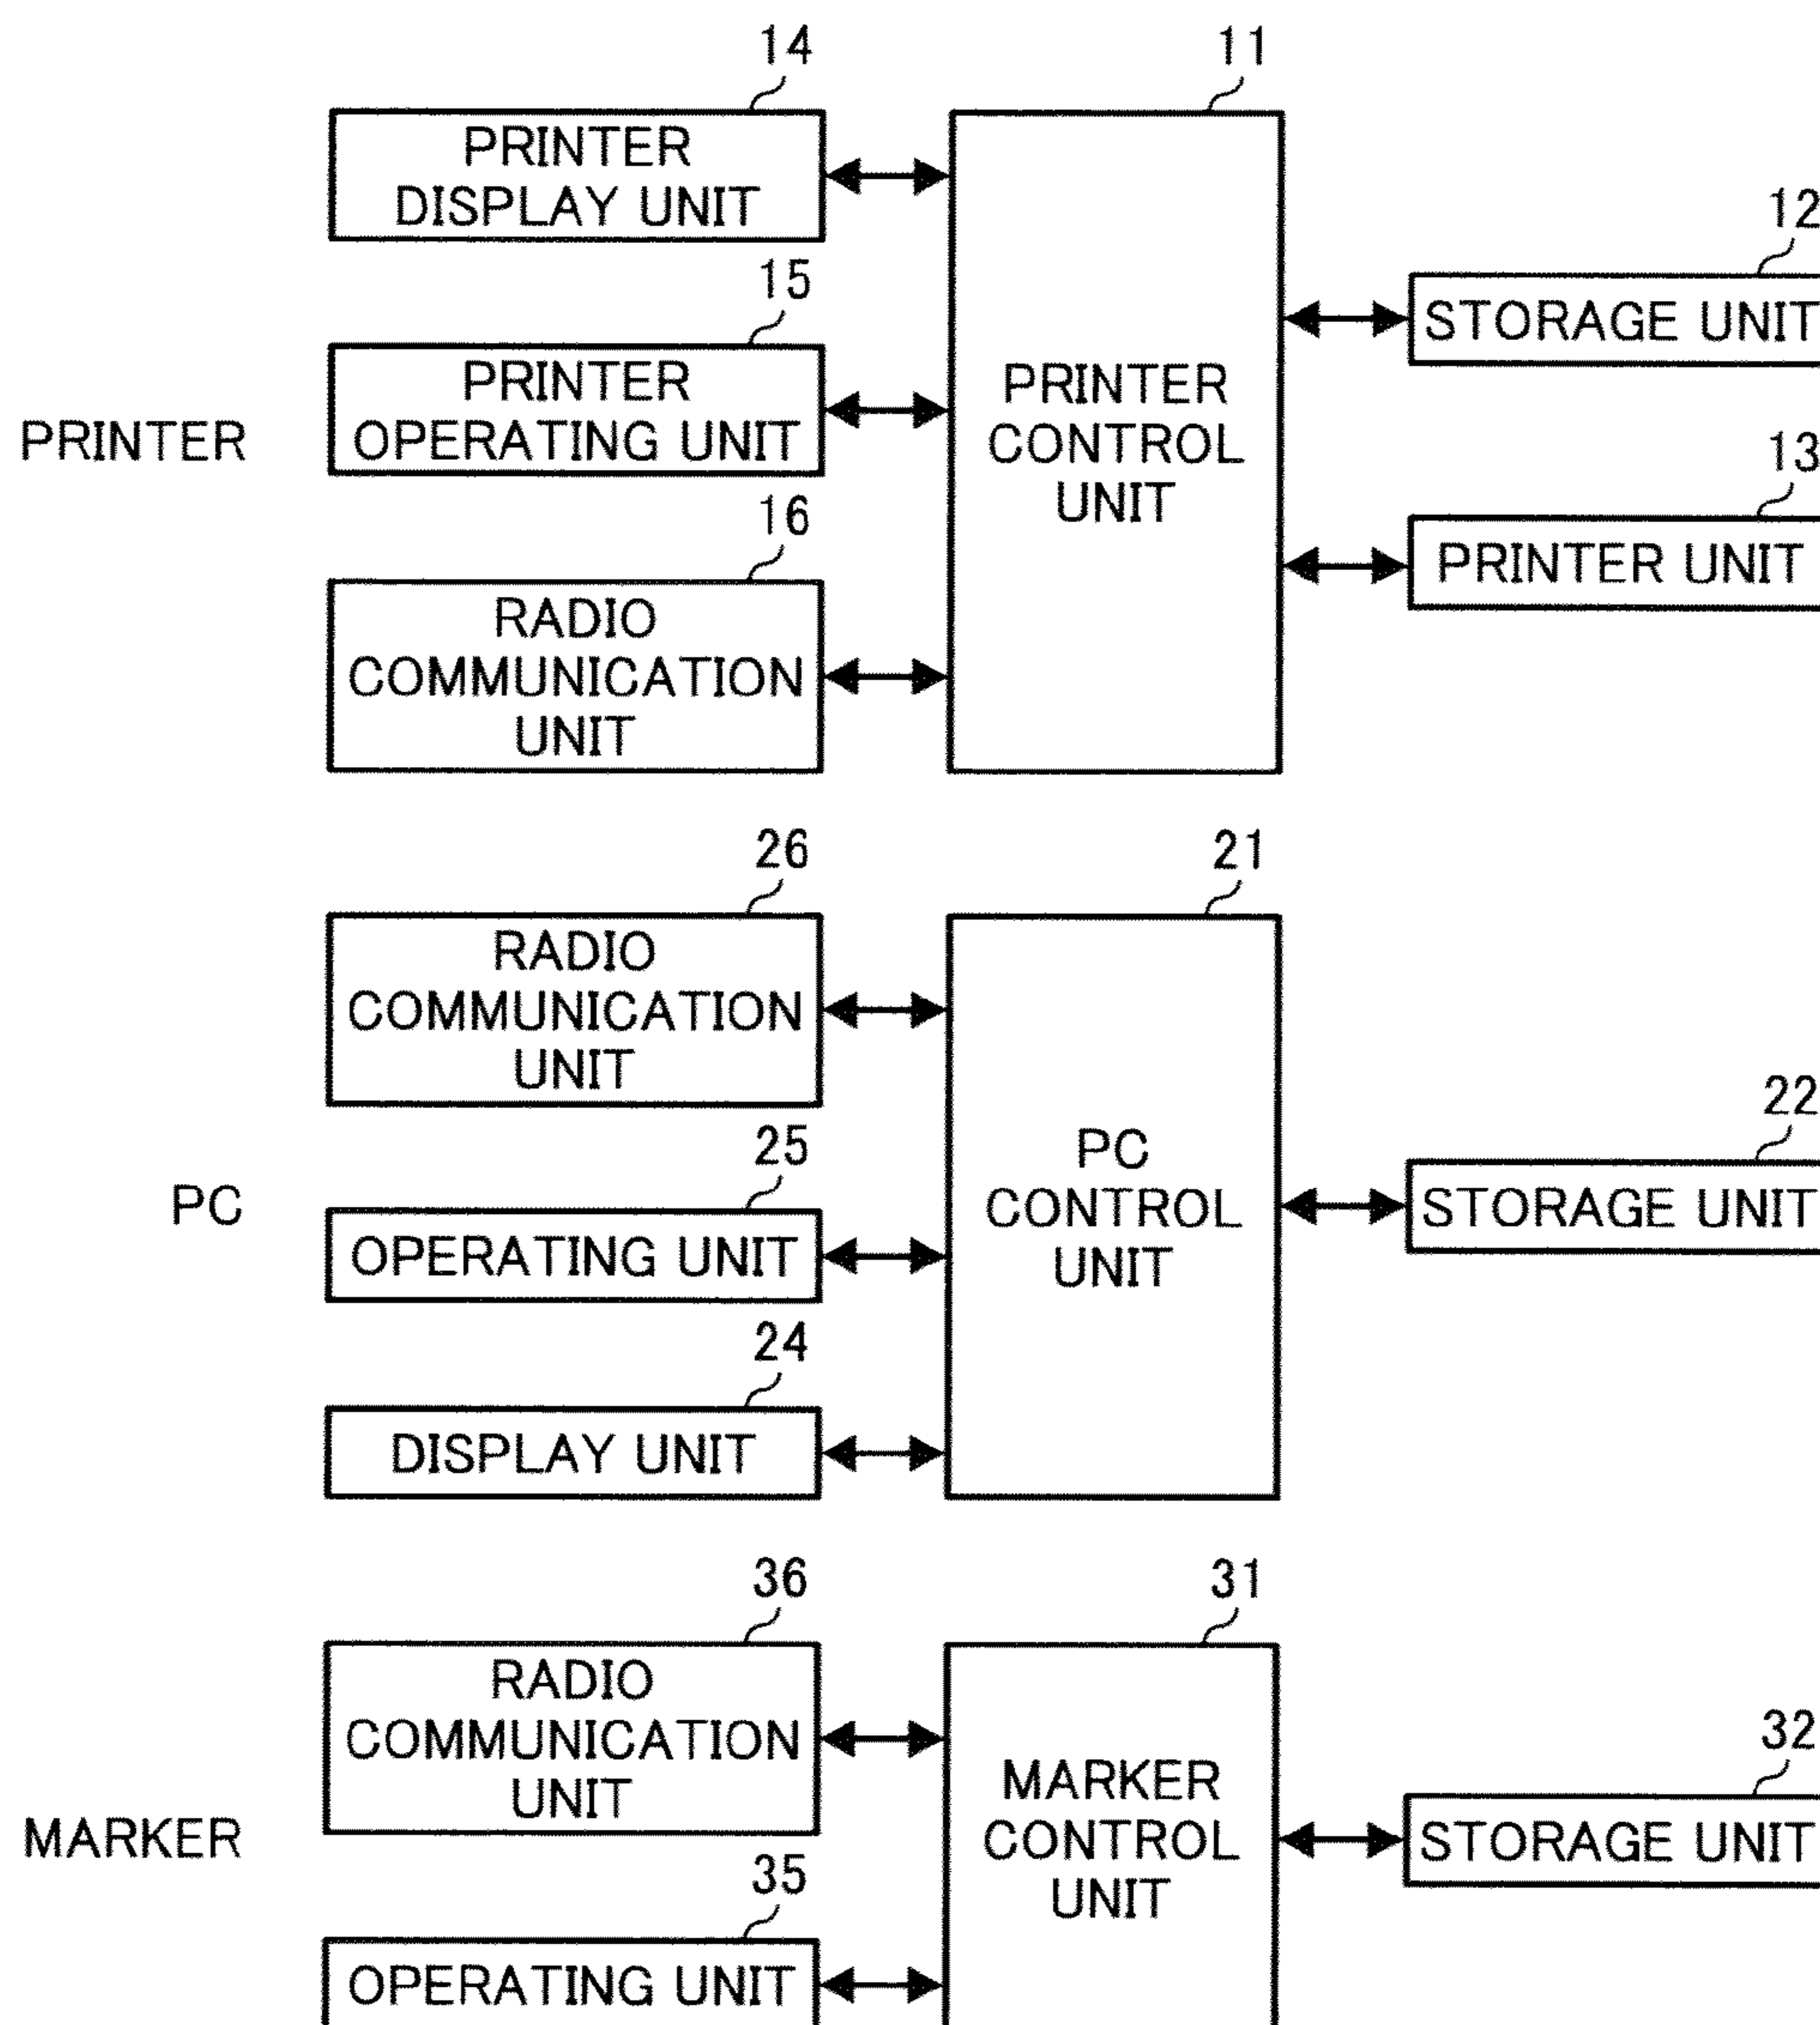 14
11
PRINTER
DISPLAY UNIT
12
STORAGE UNIT
15
PRINTER
OPERATING UNIT
PRINTER
PRINTER
CONTROL
UNIT
13
PRINTER UNIT
16
RADIO
COMMUNICATION
UNIT
26
21
RADIO
COMMUNICATION
UNIT
22
STORAGE UNIT
PC
CONTROL
UNIT
25
OPERATING UNIT
PC
24
DISPLAY UNIT
36
31
RADIO
COMMUNICATION
UNIT
32
STORAGE UNIT
MARKER
CONTROL
UNIT
MARKER
35
OPERATING UNIT